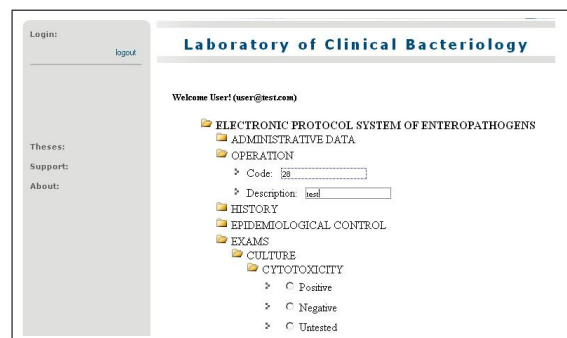 Login:
logout
Theses:
Support:
About:
Laboratory of Clinical Bacteriology
Welcome User! (user@test.com)
ELECTRONIC PROTOCOL SYSTEM OF ENTEROPATHOGENS
ADMINISTRATIVE DATA
OPERATION
Code: 28
Description: test
HISTORY
EPIDEMIOLOGICAL CONTROL
EXAMS
CULTURE
CYTOTOXICITY
Positive
Negative
Untested